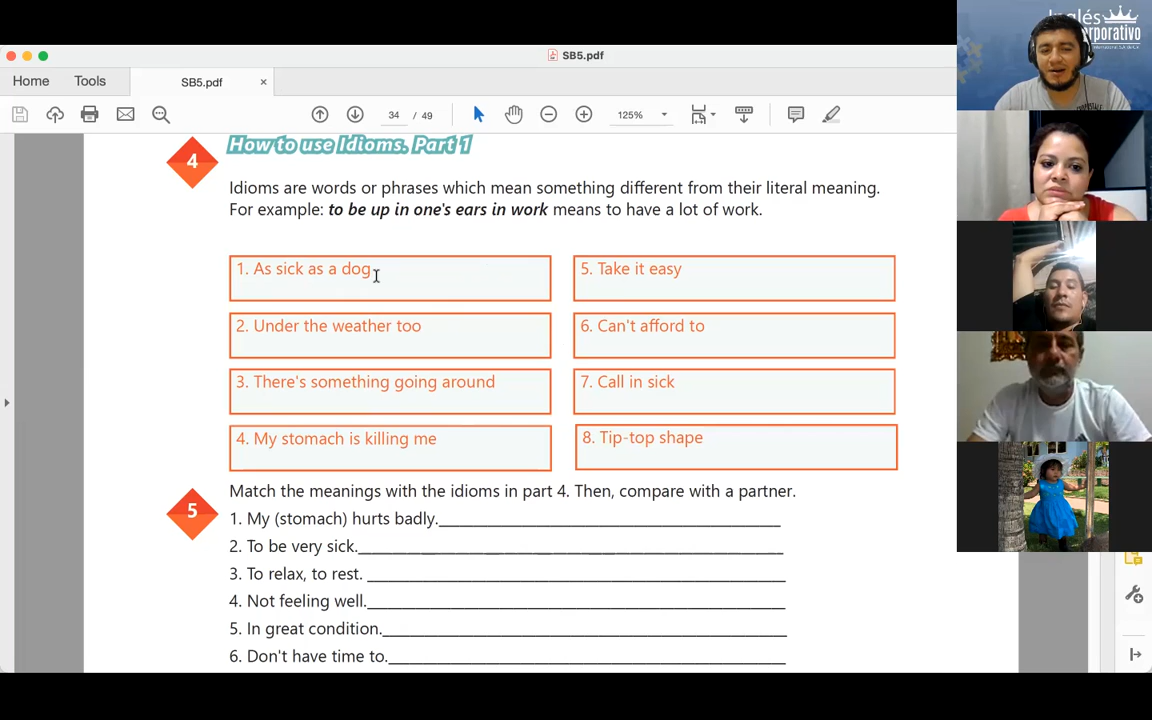 SB5.pdf
Home
Tools
SB5.pdf
34 / 49
125%
Inglés
orporativo
4
How to use Idioms. Part 1
Idioms are words or phrases which mean something different from their literal meaning.
For example: to be up in one's ears in work means to have a lot of work.
1. As sick as a dog
5. Take it easy
2. Under the weather too
6. Can't afford to
3. There's something going around
7. Call in sick
4. My stomach is killing me
8. Tip-top shape
5
Match the meanings with the idioms in part 4. Then, compare with a partner.
1. My (stomach) hurts badly.
2. To be very sick.
3. To relax, to rest.
4. Not feeling well.
5. In great condition.
6. Don't have time to.